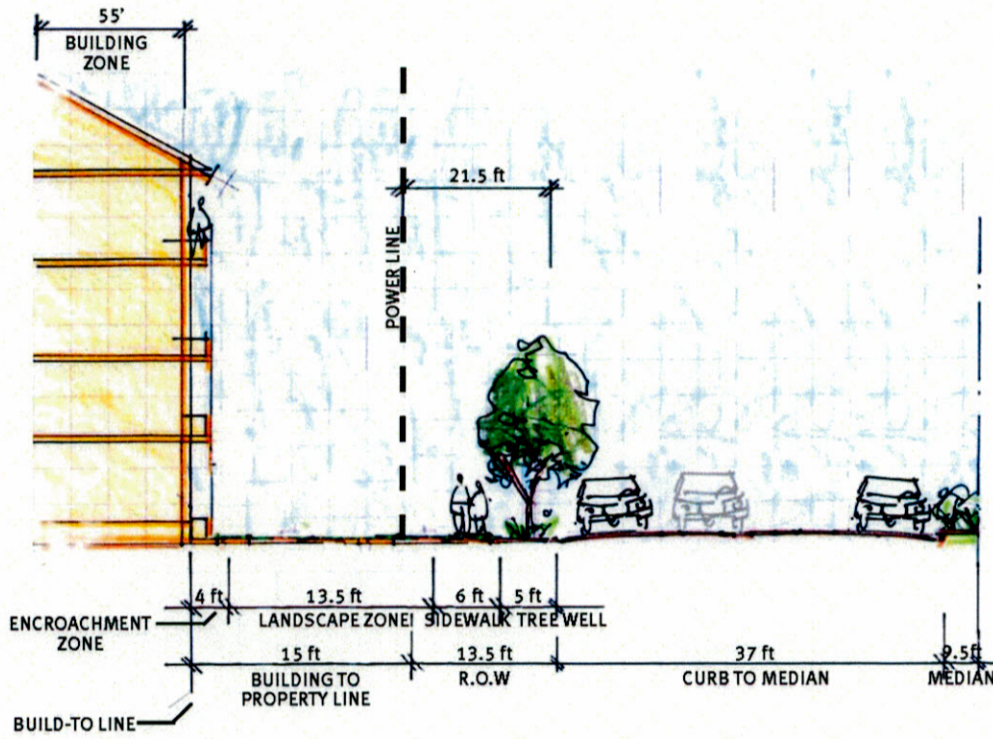 55'
BUILDING
ZONE
21.5 ft
POWER LINE
4 ft 13.5 ft 6 ft 5 ft
ENCROACHMENT
ZONE
LANDSCAPE ZONE SIDEWALK TREE WELL
15 ft 13.5 ft 37 ft 9.5ft
BUILDING TO
PROPERTY LINE
R.O.W
CURB TO MEDIAN
MEDIAN
BUILD-TO LINE